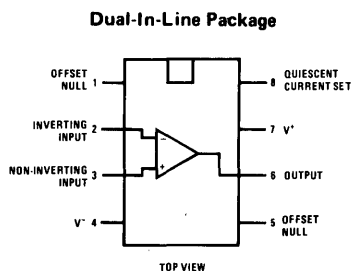 Dual-In-Line Package
OFFSET
NULL 1
8 QUIESCENT
CURRENT SET
INVERTING 2
INPUT
−
7 V⁺
NON-INVERTING 3
INPUT
+
6 OUTPUT
V⁻ 4
5 OFFSET
NULL
TOP VIEW